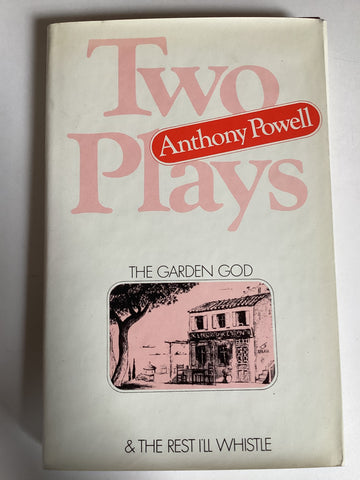 Two
Anthony Powell
Plays
THE GARDEN GOD
& THE REST I'LL WHISTLE